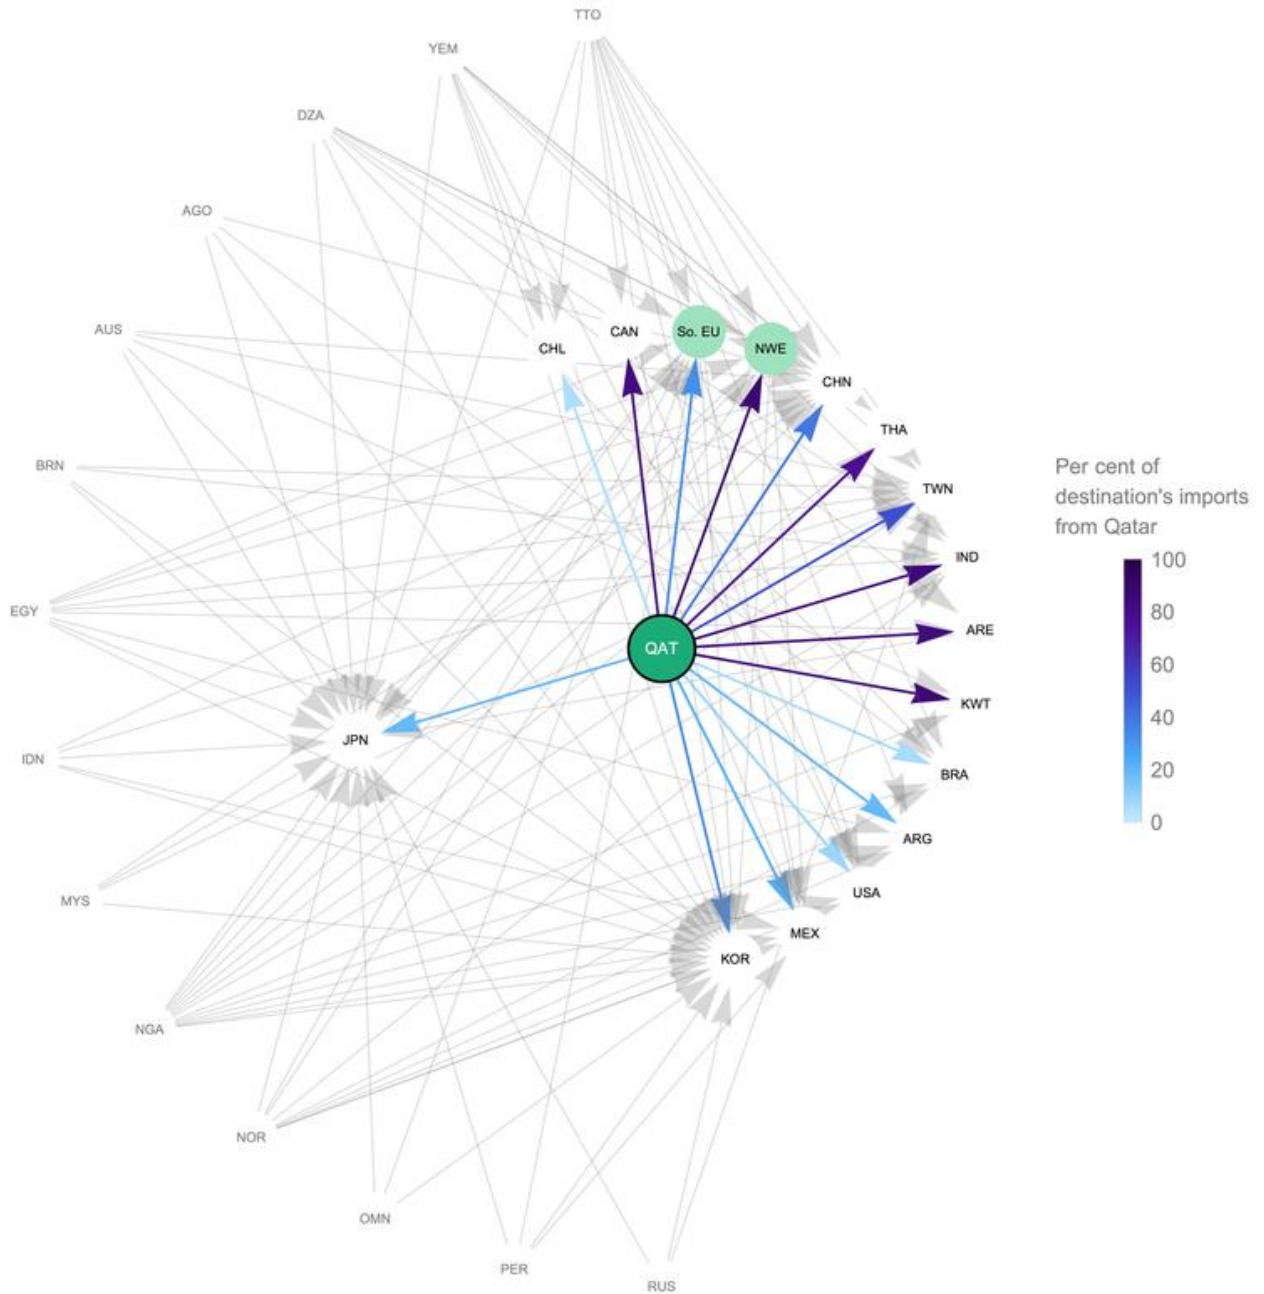 TTO
YEM
DZA
AGO
AUS
CAN
So. EU
CHL
NWE
CHN
THA
BRN
Per cent of
destination's imports
from Qatar
TWN
IND
100
80
60
40
20
0
EGY
ARE
QAT
KWT
JPN
IDN
BRA
ARG
USA
MYS
MEX
KOR
NGA
NOR
OMN
PER
RUS